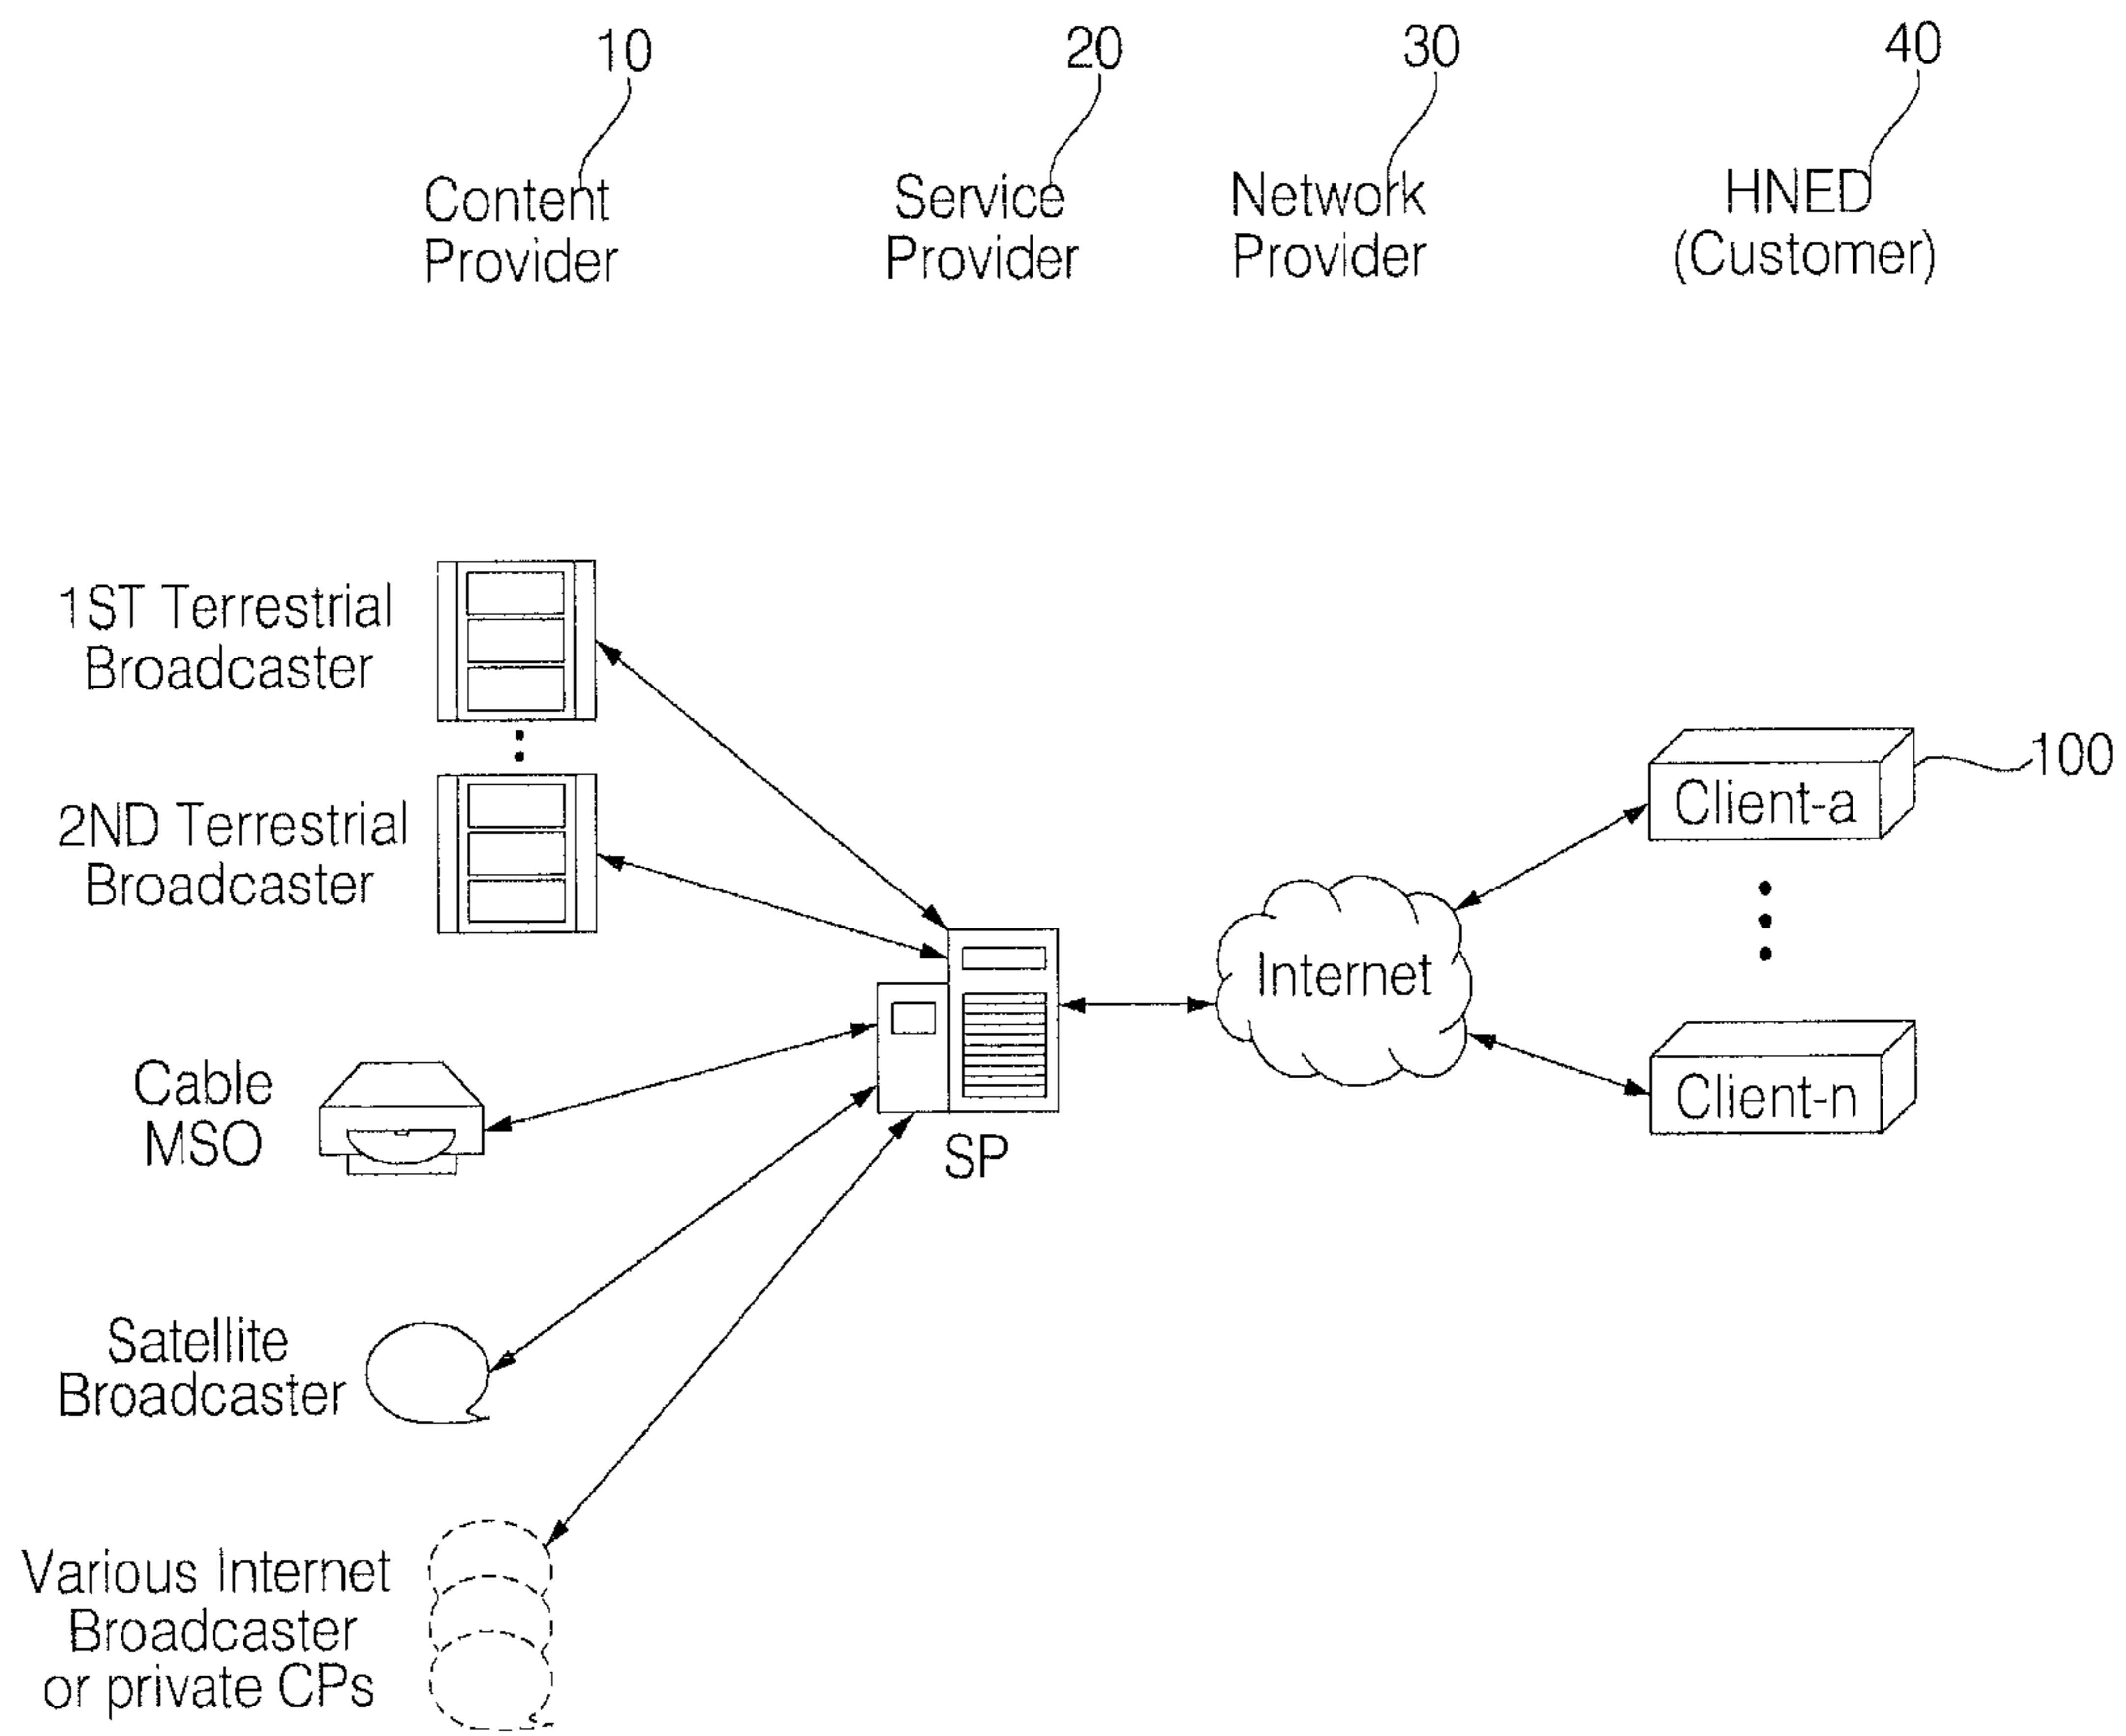 10
20
30
40
Content
Provider
Service
Provider
Network
Provider
HNED
(Customer)
1ST Terrestrial
Broadcaster
2ND Terrestrial
Broadcaster
Cable
MSO
Satellite
Broadcaster
Various Internet
Broadcaster
or private CPs
SP
Internet
Client-a
100
Client-n